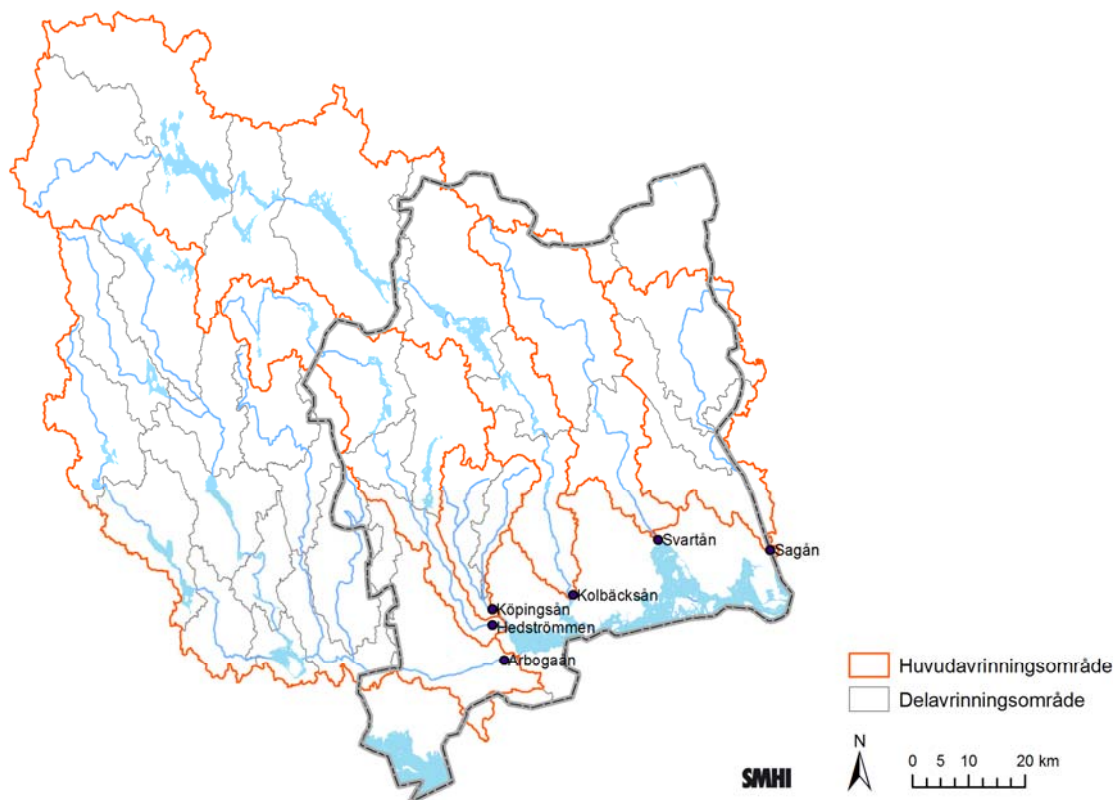 Svartån
Sagån
Kolbäcksån
Köpingsån
Hedströmmen
Arbogaån
Huvudavrinningsområde
Delavrinningsområde
SMHI
N
0 5 10 20 km